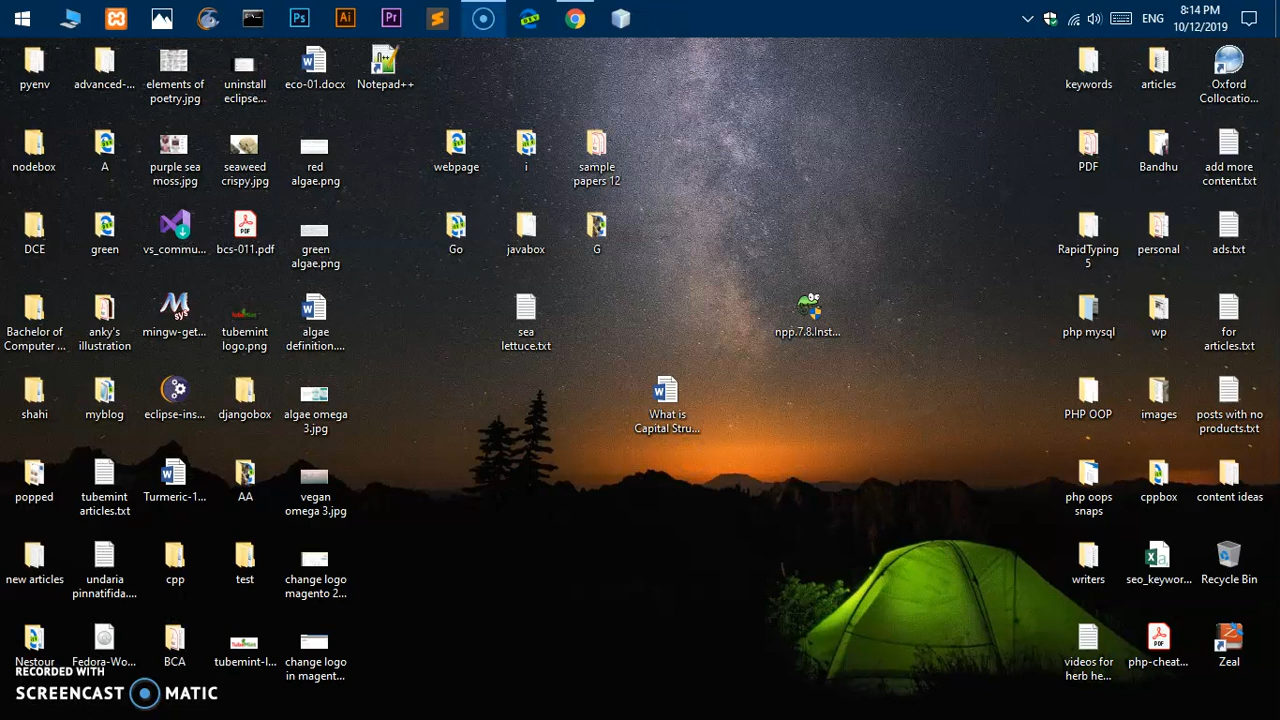 Ps
Ai
Pr
ENG
8:14 PM
10/12/2019
pyenv
advanced-...
elements of
poetry.jpg
uninstall
eclipse...
eco-01.docx
Notepad++
keywords
articles
Oxford
Collocatio...
nodebox
A
purple sea
moss.jpg
seaweed
crispy.jpg
red
algae.png
webpage
i
sample
papers 12
PDF
Bandhu
add more
content.txt
DCE
green
vs_commu...
bcs-011.pdf
green
algae.png
Go
javabox
G
RapidTyping
5
personal
ads.txt
Bachelor of
Computer ...
anky's
illustration
mingw-get...
tubemint
logo.png
algae
definition....
sea
lettuce.txt
npp.7.8.Inst...
php mysql
wp
for
articles.txt
shahi
myblog
eclipse-ins...
djangobox
algae omega
3.jpg
What is
Capital Stru...
PHP OOP
images
posts with no
products.txt
popped
tubemint
articles.txt
Turmeric-1...
AA
vegan
omega 3.jpg
php oops
snaps
cppbox
content ideas
new articles
undaria
pinnatifida....
cpp
test
change logo
magento 2...
writers
seo_keywor...
Recycle Bin
Nestour
Fedora-Wo...
BCA
tubemint-l...
change logo
in magent...
videos for
herb he...
php-cheat...
Zeal
RECORDED WITH
SCREENCAST MATIC